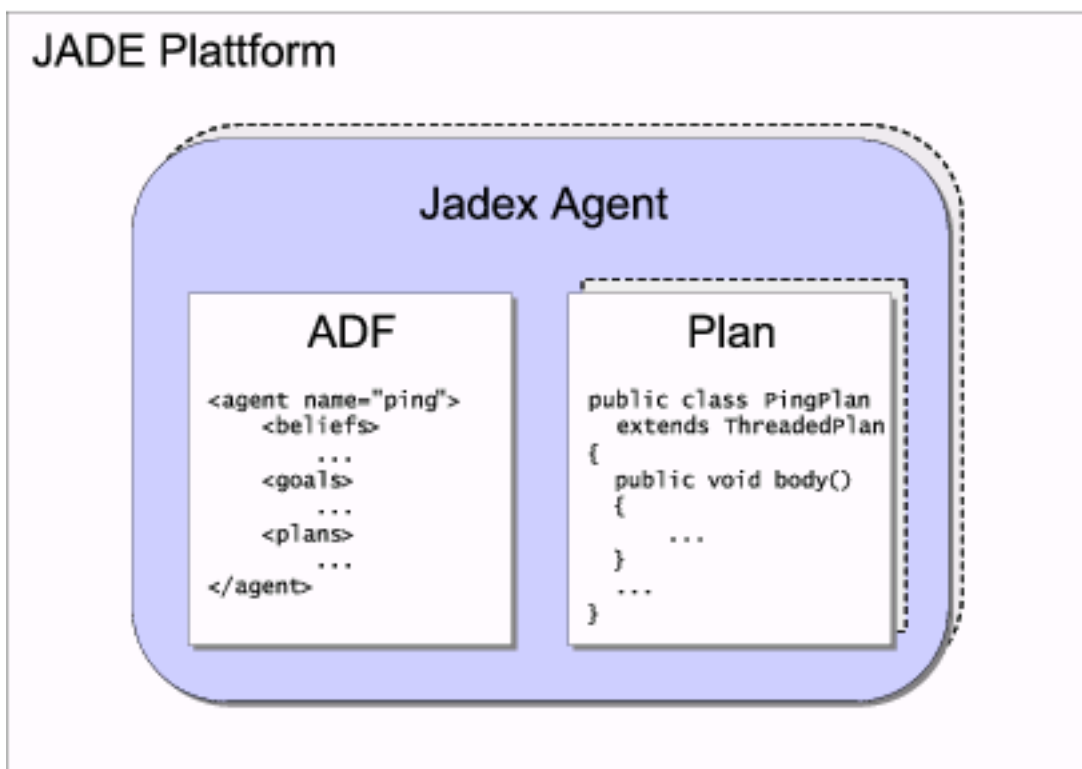 JADE Plattform
Jadex Agent
ADF
<agent name="ping">
    <beliefs>
        ...
    <goals>
        ...
    <plans>
        ...
</agent>
Plan
public class PingPlan
  extends ThreadedPlan
{
  public void body()
  {
      ...
  }
  ...
}